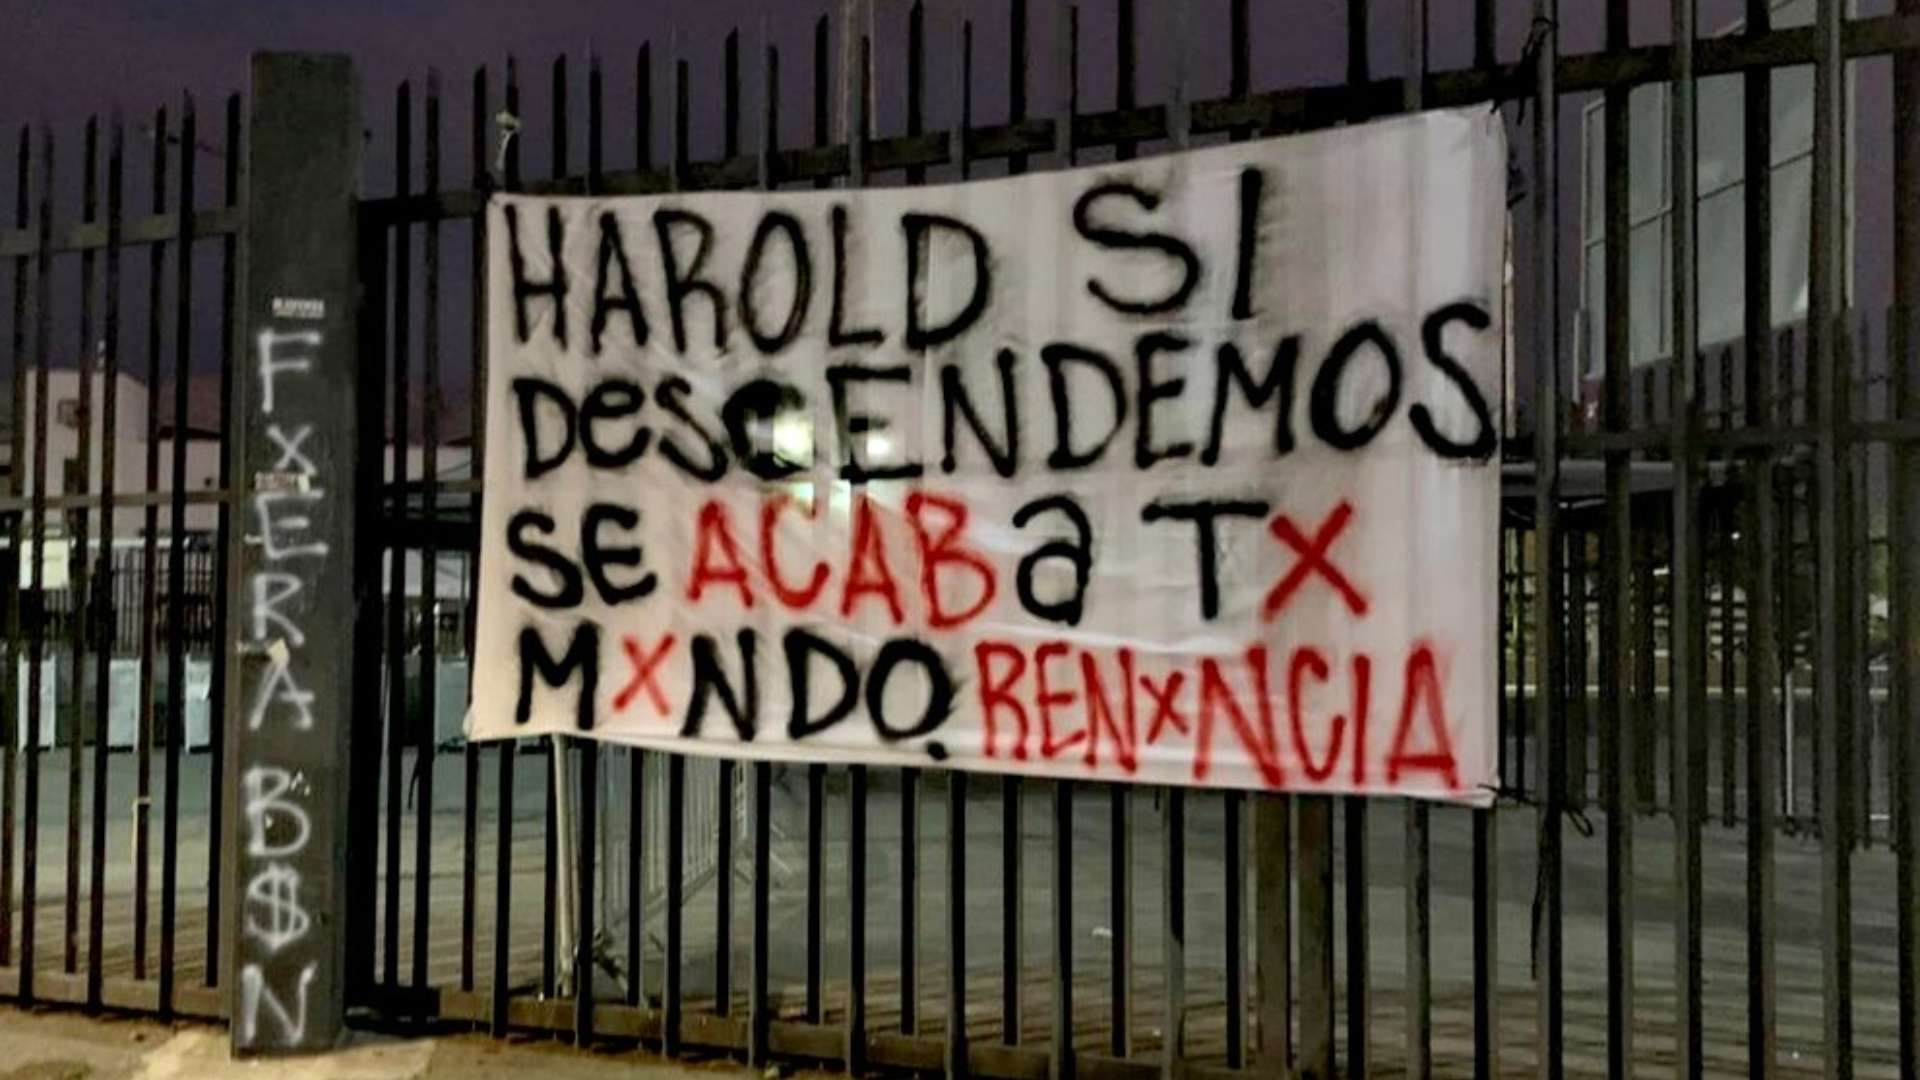 FXERA B$N
HAROLD SI
DesCENDEMOS
SE ACABa TX
MXNDO. RENXNCIA